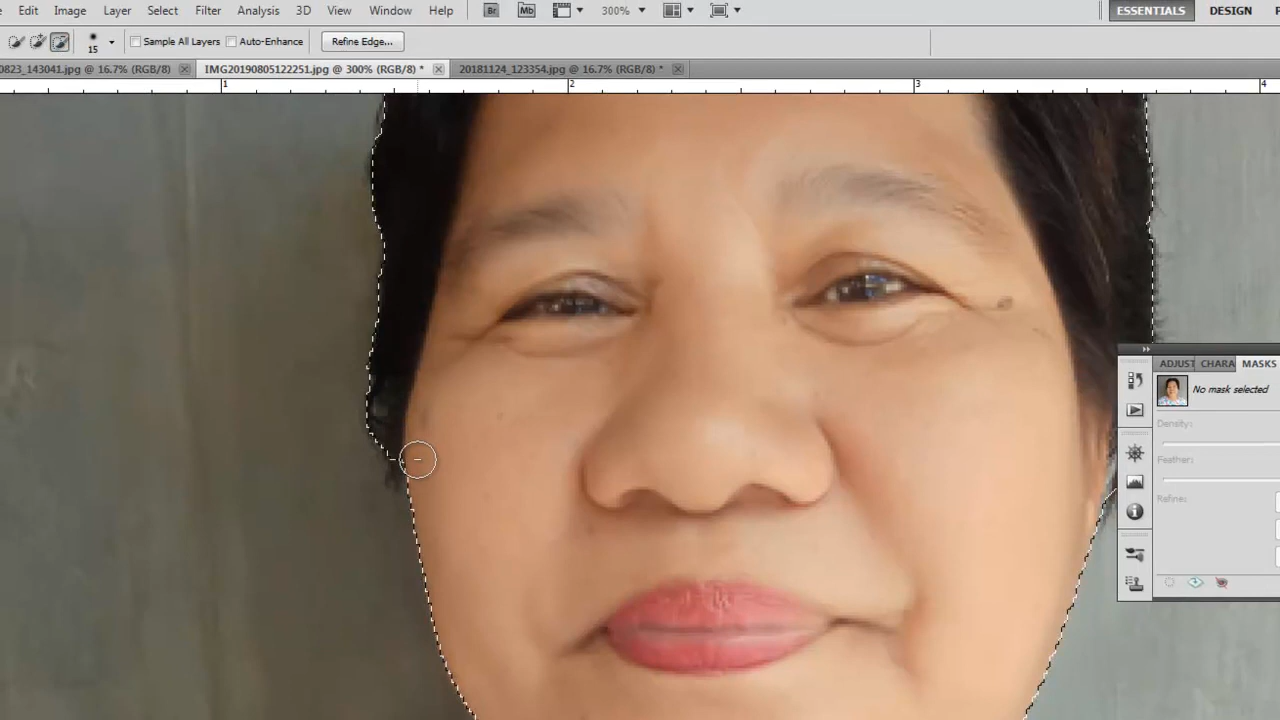 Edit Image Layer Select Filter Analysis 3D View Window Help Br Mb 300% ESSENTIALS DESIGN
15 Sample All Layers Auto-Enhance Refine Edge...
0823_143041.jpg @ 16.7% (RGB/8) IMG20190805122251.jpg @ 300% (RGB/8) * 20181124_123354.jpg @ 16.7% (RGB/8) *
1 2 3 4
ADJUST CHARA MASKS
No mask selected
Density:
Feather:
Refine: